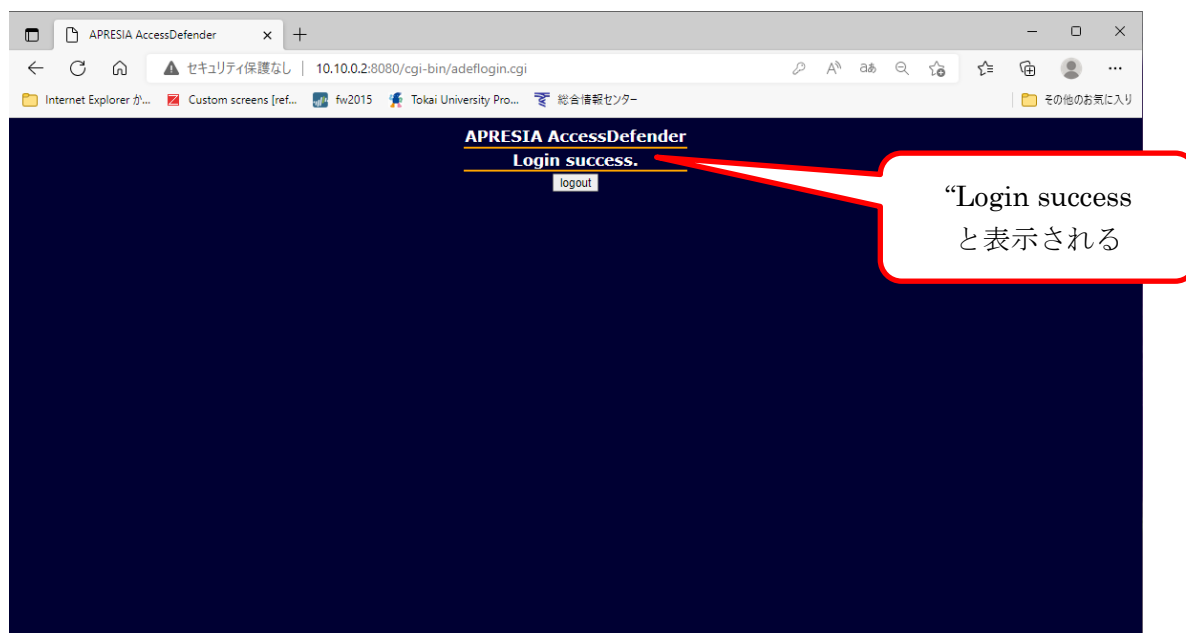 APRESIA AccessDefender
セキュリティ保護なし | 10.10.0.2:8080/cgi-bin/adeflogin.cgi
Internet Explorer か... Custom screens [ref... fw2015 Tokai University Pro... 総合情報センター その他のお気に入り
APRESIA AccessDefender
Login success.
logout
“Login success
と表示される